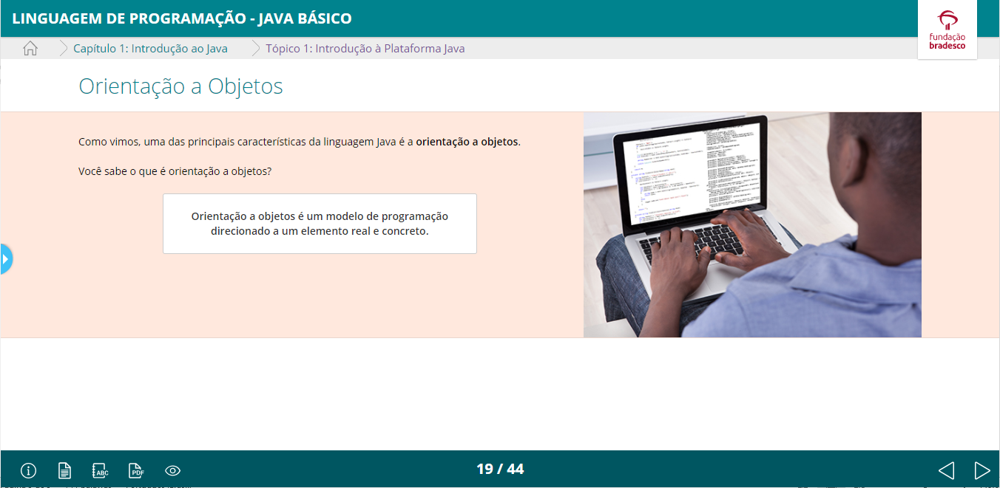 LINGUAGEM DE PROGRAMAÇÃO - JAVA BÁSICO
fundação
bradesco
Capítulo 1: Introdução ao Java
Tópico 1: Introdução à Plataforma Java
Orientação a Objetos
Como vimos, uma das principais características da linguagem Java é a orientação a objetos.
Você sabe o que é orientação a objetos?
Orientação a objetos é um modelo de programação
direcionado a um elemento real e concreto.
ABC
PDF
19 / 44